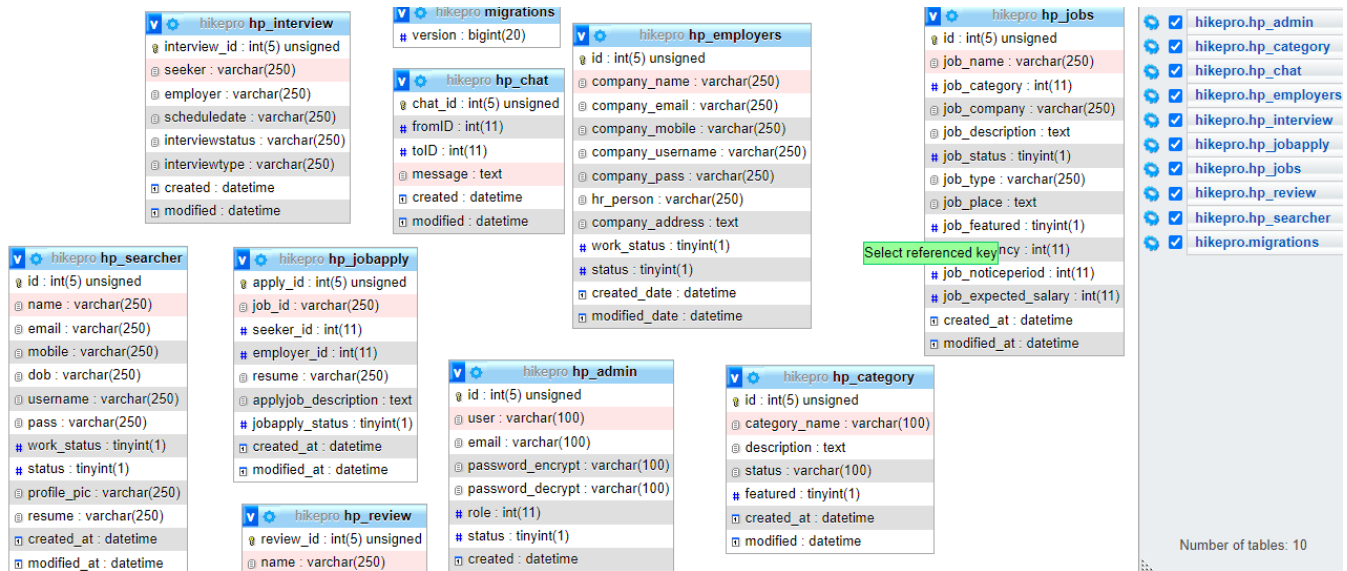 hikepro hp_interview
interview_id : int(5) unsigned
seeker : varchar(250)
employer : varchar(250)
scheduledate : varchar(250)
interviewstatus : varchar(250)
interviewtype : varchar(250)
created : datetime
modified : datetime
hikepro migrations
version : bigint(20)
hikepro hp_chat
chat_id : int(5) unsigned
fromID : int(11)
toID : int(11)
message : text
created : datetime
modified : datetime
hikepro hp_employers
id : int(5) unsigned
company_name : varchar(250)
company_email : varchar(250)
company_mobile : varchar(250)
company_username : varchar(250)
company_pass : varchar(250)
hr_person : varchar(250)
company_address : text
work_status : tinyint(1)
status : tinyint(1)
created_date : datetime
modified_date : datetime
hikepro hp_jobs
id : int(5) unsigned
job_name : varchar(250)
job_category : int(11)
job_company : varchar(250)
job_description : text
job_status : tinyint(1)
job_type : varchar(250)
job_place : text
job_featured : tinyint(1)
Select referenced key
ncy : int(11)
job_noticeperiod : int(11)
job_expected_salary : int(11)
created_at : datetime
modified_at : datetime
hikepro.hp_admin
hikepro.hp_category
hikepro.hp_chat
hikepro.hp_employers
hikepro.hp_interview
hikepro.hp_jobapply
hikepro.hp_jobs
hikepro.hp_review
hikepro.hp_searcher
hikepro.migrations
Number of tables: 10
hikepro hp_searcher
id : int(5) unsigned
name : varchar(250)
email : varchar(250)
mobile : varchar(250)
dob : varchar(250)
username : varchar(250)
pass : varchar(250)
work_status : tinyint(1)
status : tinyint(1)
profile_pic : varchar(250)
resume : varchar(250)
created_at : datetime
modified_at : datetime
hikepro hp_jobapply
apply_id : int(5) unsigned
job_id : varchar(250)
seeker_id : int(11)
employer_id : int(11)
resume : varchar(250)
applyjob_description : text
jobapply_status : tinyint(1)
created_at : datetime
modified_at : datetime
hikepro hp_review
review_id : int(5) unsigned
name : varchar(250)
hikepro hp_admin
id : int(5) unsigned
user : varchar(100)
email : varchar(100)
password_encrypt : varchar(100)
password_decrypt : varchar(100)
role : int(11)
status : tinyint(1)
created : datetime
hikepro hp_category
id : int(5) unsigned
category_name : varchar(100)
description : text
status : varchar(100)
featured : tinyint(1)
created_at : datetime
modified : datetime